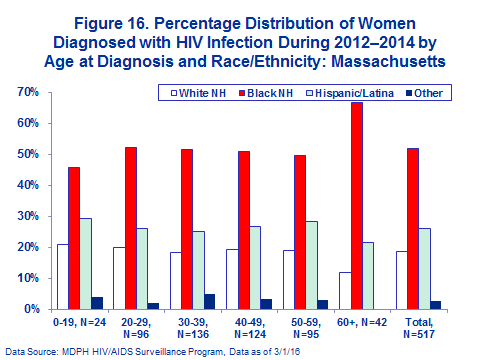 Figure 16. Percentage Distribution of Women
Diagnosed with HIV Infection During 2012–2014 by
Age at Diagnosis and Race/Ethnicity: Massachusetts
White NH Black NH Hispanic/Latina Other
70%
60%
50%
40%
30%
20%
10%
0%
0-19, N=24 20-29, 30-39, 40-49, 50-59, 60+, N=42 Total,
N=96 N=136 N=124 N=95 N=517
Data Source: MDPH HIV/AIDS Surveillance Program, Data as of 3/1/16